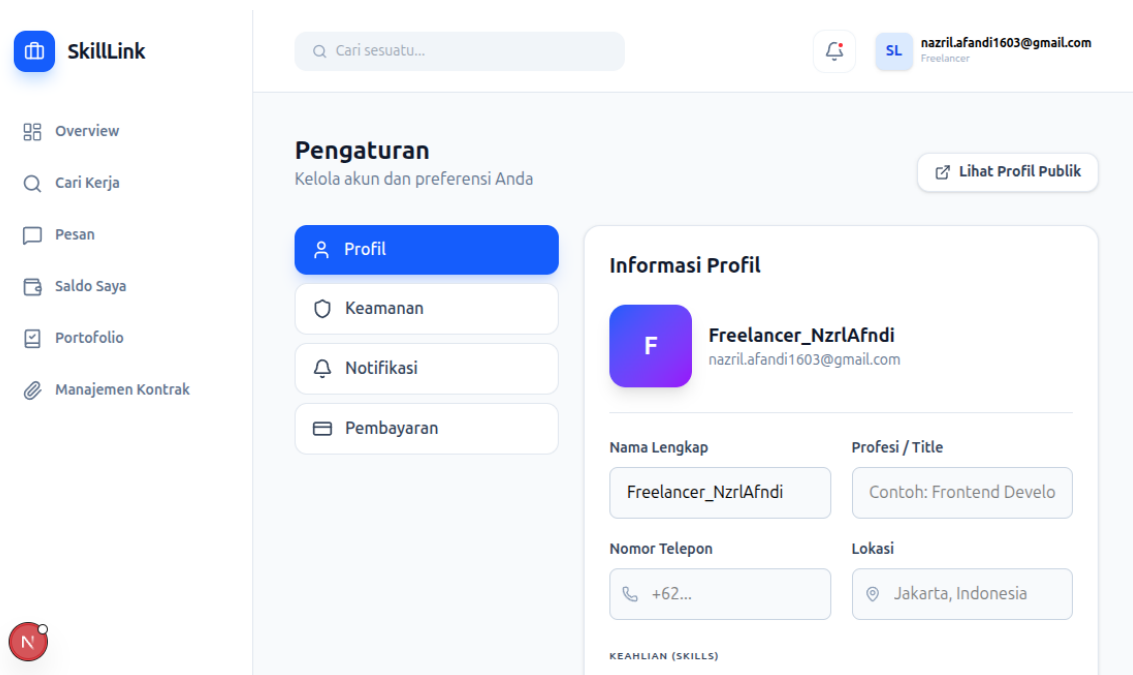 SkillLink
Cari sesuatu...
SL
nazril.afandi1603@gmail.com
Freelancer
Overview
Cari Kerja
Pesan
Saldo Saya
Portofolio
Manajemen Kontrak
N
Pengaturan
Kelola akun dan preferensi Anda
Lihat Profil Publik
Profil
Keamanan
Notifikasi
Pembayaran
Informasi Profil
F
Freelancer_NzrlAfndi
nazril.afandi1603@gmail.com
Nama Lengkap
Profesi / Title
Freelancer_NzrlAfndi
Contoh: Frontend Develo
Nomor Telepon
Lokasi
+62...
Jakarta, Indonesia
KEAHLIAN (SKILLS)